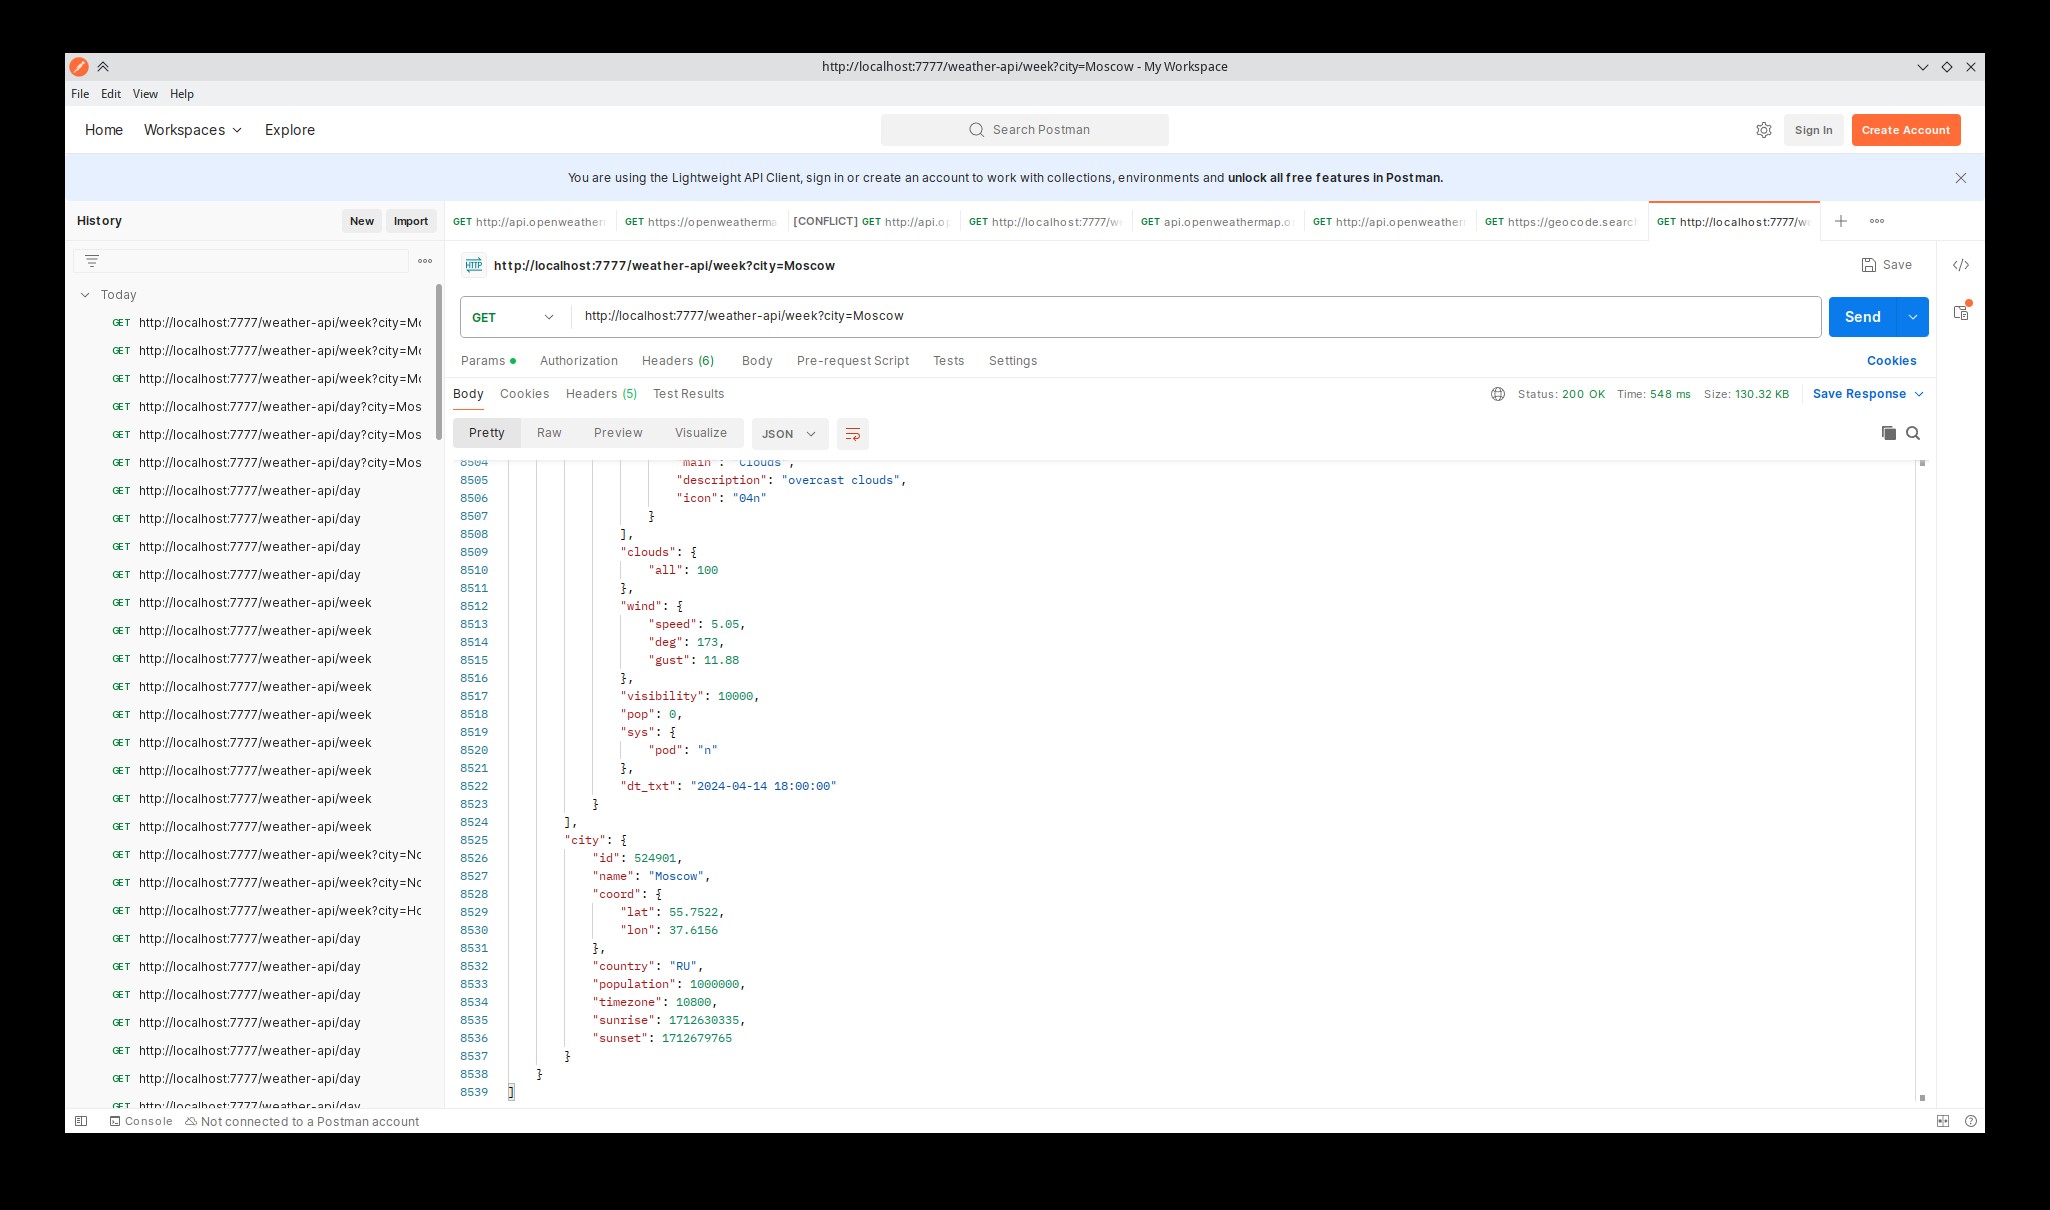 http://localhost:7777/weather-api/week?city=Moscow - My Workspace
File Edit View Help
Home Workspaces Explore
Search Postman
Sign In Create Account
You are using the Lightweight API Client, sign in or create an account to work with collections, environments and unlock all free features in Postman.
History New Import
GET http://api.openweather GET https://openweatherma [CONFLICT] GET http://api.op GET http://localhost:7777/w GET api.openweathermap.o GET http://api.openweather GET https://geocode.searc GET http://localhost:7777/w
HTTP http://localhost:7777/weather-api/week?city=Moscow
Save
GET http://localhost:7777/weather-api/week?city=Moscow
Send
Params Authorization Headers (6) Body Pre-request Script Tests Settings
Cookies
Body Cookies Headers (5) Test Results
Status: 200 OK Time: 548 ms Size: 130.32 KB Save Response
Pretty Raw Preview Visualize JSON
Today
GET http://localhost:7777/weather-api/week?city=Mo
GET http://localhost:7777/weather-api/week?city=Mo
GET http://localhost:7777/weather-api/week?city=Mo
GET http://localhost:7777/weather-api/day?city=Mos
GET http://localhost:7777/weather-api/day?city=Mos
GET http://localhost:7777/weather-api/day?city=Mos
GET http://localhost:7777/weather-api/day
GET http://localhost:7777/weather-api/day
GET http://localhost:7777/weather-api/day
GET http://localhost:7777/weather-api/day
GET http://localhost:7777/weather-api/week
GET http://localhost:7777/weather-api/week
GET http://localhost:7777/weather-api/week
GET http://localhost:7777/weather-api/week
GET http://localhost:7777/weather-api/week
GET http://localhost:7777/weather-api/week
GET http://localhost:7777/weather-api/week
GET http://localhost:7777/weather-api/week
GET http://localhost:7777/weather-api/week
GET http://localhost:7777/weather-api/week?city=No
GET http://localhost:7777/weather-api/week?city=No
GET http://localhost:7777/weather-api/week?city=Ho
GET http://localhost:7777/weather-api/day
GET http://localhost:7777/weather-api/day
GET http://localhost:7777/weather-api/day
GET http://localhost:7777/weather-api/day
GET http://localhost:7777/weather-api/day
GET http://localhost:7777/weather-api/day
GET http://localhost:7777/weather-api/day
8504 "main": "Clouds",
8505 "description": "overcast clouds",
8506 "icon": "04n"
8507 }
8508 ],
8509 "clouds": {
8510 "all": 100
8511 },
8512 "wind": {
8513 "speed": 5.05,
8514 "deg": 173,
8515 "gust": 11.88
8516 },
8517 "visibility": 10000,
8518 "pop": 0,
8519 "sys": {
8520 "pod": "n"
8521 },
8522 "dt_txt": "2024-04-14 18:00:00"
8523 }
8524 ],
8525 "city": {
8526 "id": 524901,
8527 "name": "Moscow",
8528 "coord": {
8529 "lat": 55.7522,
8530 "lon": 37.6156
8531 },
8532 "country": "RU",
8533 "population": 1000000,
8534 "timezone": 10800,
8535 "sunrise": 1712630335,
8536 "sunset": 1712679765
8537 }
8538 }
8539 ]
Console Not connected to a Postman account